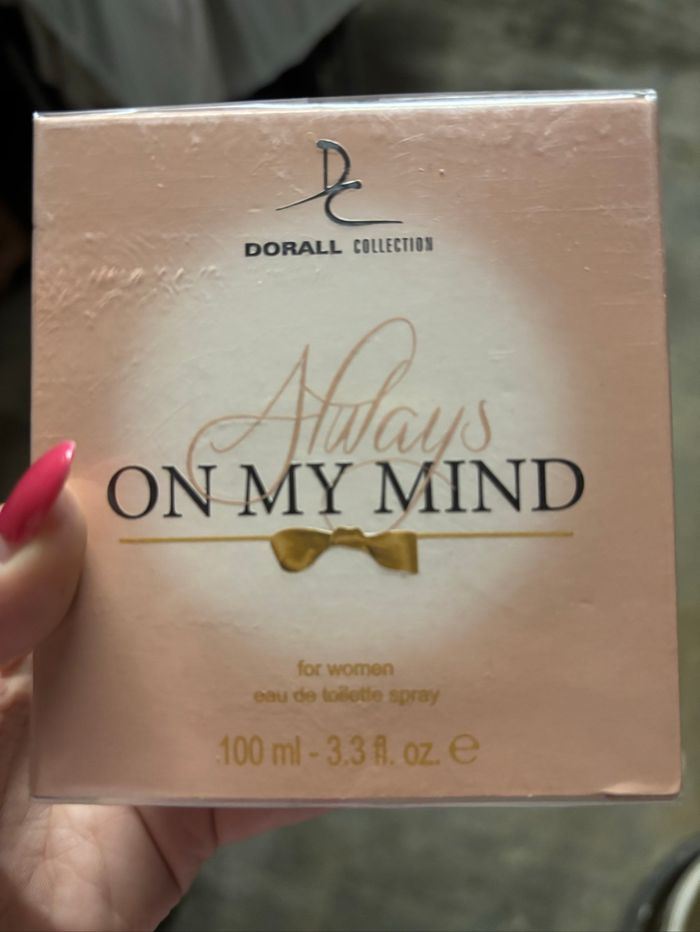 DC
DORALL COLLECTION
Always
ON MY MIND
for women
eau de toilette spray
100 ml - 3.3 fl. oz. ℮